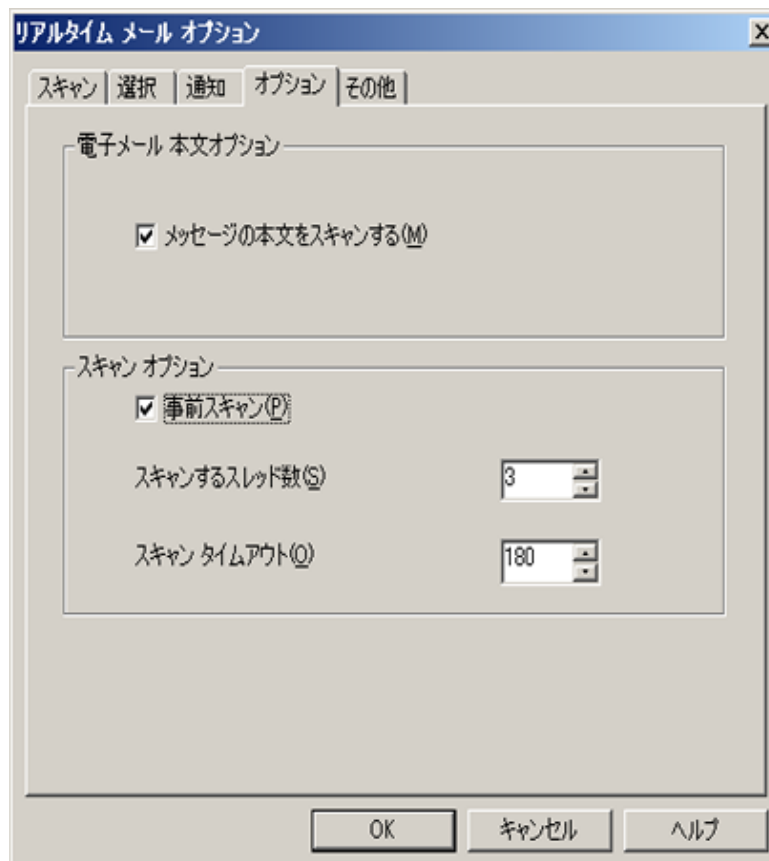 リアルタイム メール オプション
スキャン 選択 通知 オプション その他
電子メール 本文オプション
メッセージの本文をスキャンする(M)
スキャン オプション
事前スキャン(P)
スキャンするスレッド数(S) 3
スキャン タイムアウト(O) 180
OK キャンセル ヘルプ